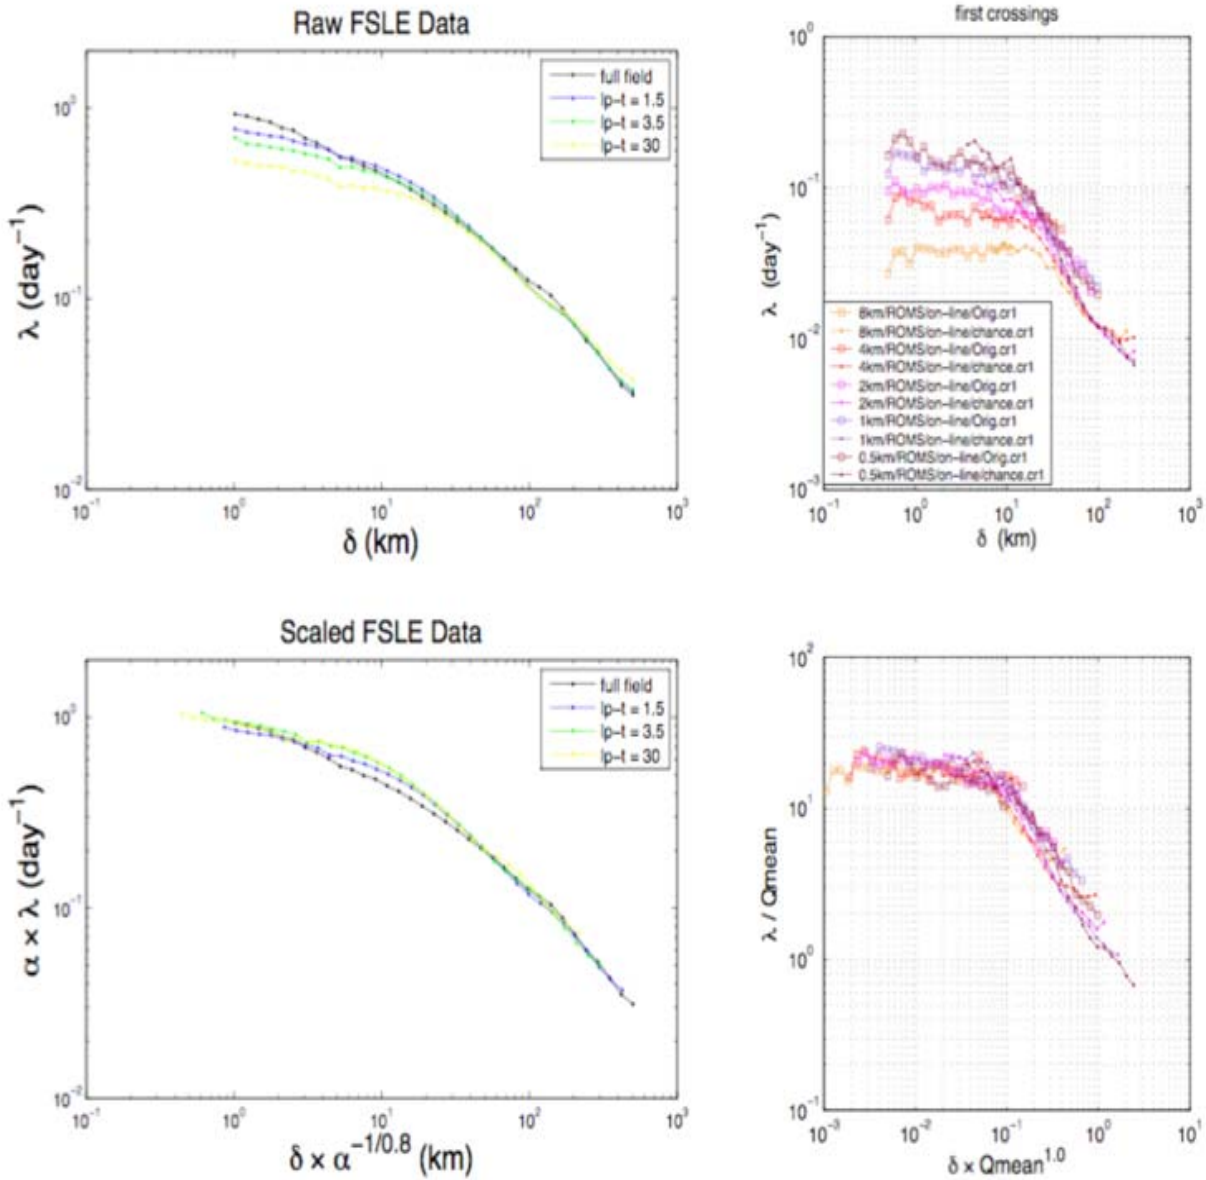 Raw FSLE Data
full field
lp-t = 1.5
lp-t = 3.5
lp-t = 30
λ (day⁻¹)
10⁰
10⁻¹
10⁻²
10⁻¹ 10⁰ 10¹ 10² 10³
δ (km)
first crossings
10⁰
10⁻¹
10⁻²
10⁻³
λ (day⁻¹)
8km/ROMS/on-line/Orig.cr1
8km/ROMS/on-line/chance.cr1
4km/ROMS/on-line/Orig.cr1
4km/ROMS/on-line/chance.cr1
2km/ROMS/on-line/Orig.cr1
2km/ROMS/on-line/chance.cr1
1km/ROMS/on-line/Orig.cr1
1km/ROMS/on-line/chance.cr1
0.5km/ROMS/on-line/Orig.cr1
0.5km/ROMS/on-line/chance.cr1
10⁻¹ 10⁰ 10¹ 10² 10³
δ (km)
Scaled FSLE Data
full field
lp-t = 1.5
lp-t = 3.5
lp-t = 30
α × λ (day⁻¹)
10⁰
10⁻¹
10⁻²
10⁻¹ 10⁰ 10¹ 10² 10³
δ × α⁻¹/⁰·⁸ (km)
10²
10¹
10⁰
10⁻¹
λ / Qmean
10⁻³ 10⁻² 10⁻¹ 10⁰ 10¹
δ × Qmean¹·⁰